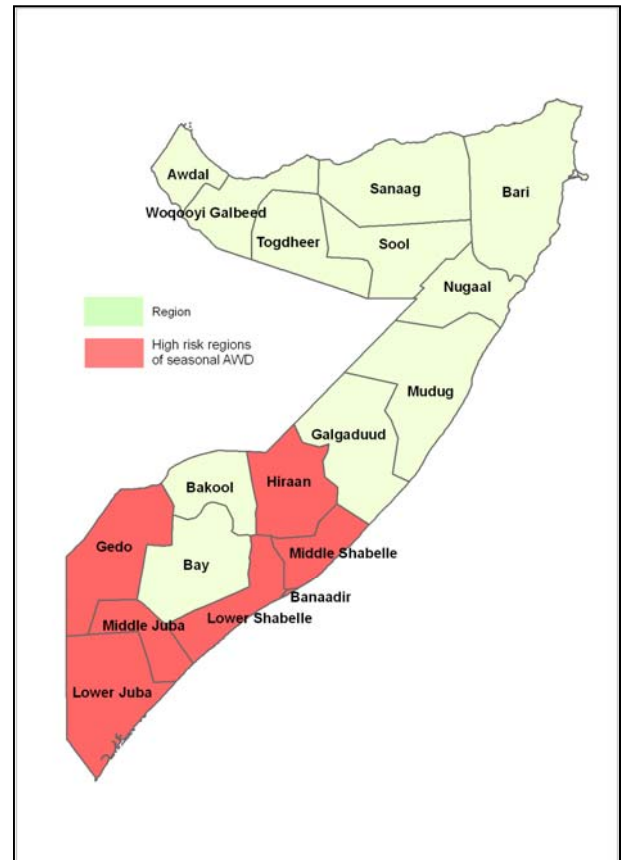 Awdal
Sanaag
Bari
Woqooyi Galbeed
Togdheer
Sool
Nugaal
Region
High risk regions
of seasonal AWD
Mudug
Galgaduud
Hiraan
Bakool
Gedo
Middle Shabelle
Bay
Banaadir
Lower Shabelle
Middle Juba
Lower Juba